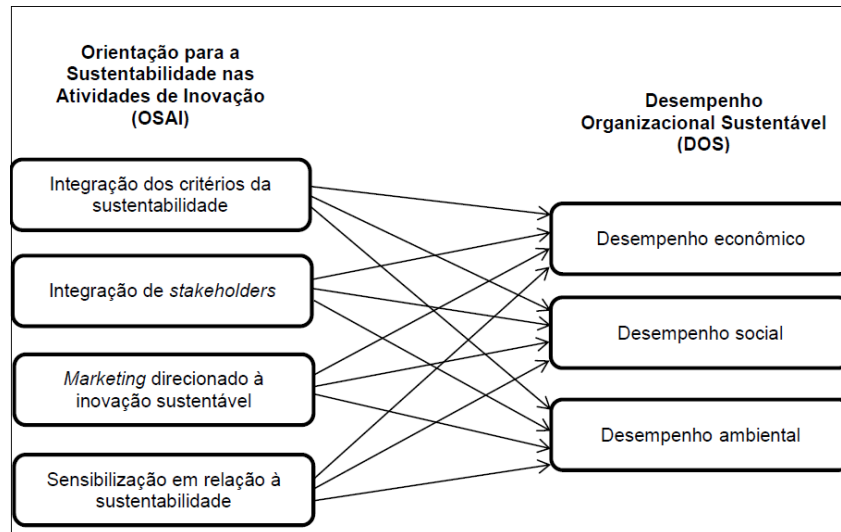 Orientação para a
Sustentabilidade nas
Atividades de Inovação
(OSAI)
Integração dos critérios da
sustentabilidade
Integração de stakeholders
Marketing direcionado à
inovação sustentável
Sensibilização em relação à
sustentabilidade
Desempenho
Organizacional Sustentável
(DOS)
Desempenho econômico
Desempenho social
Desempenho ambiental